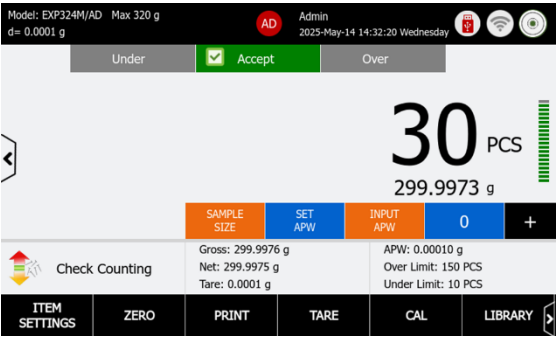 Model: EXP324M/AD Max 320 g
d= 0.0001 g
AD
Admin
2025-May-14 14:32:20 Wednesday
Under
Accept
Over
30 PCS
299.9973 g
SAMPLE SIZE
SET APW
INPUT APW
0
+
Check Counting
Gross: 299.9976 g
Net: 299.9975 g
Tare: 0.0001 g
APW: 0.00010 g
Over Limit: 150 PCS
Under Limit: 10 PCS
ITEM SETTINGS
ZERO
PRINT
TARE
CAL
LIBRARY